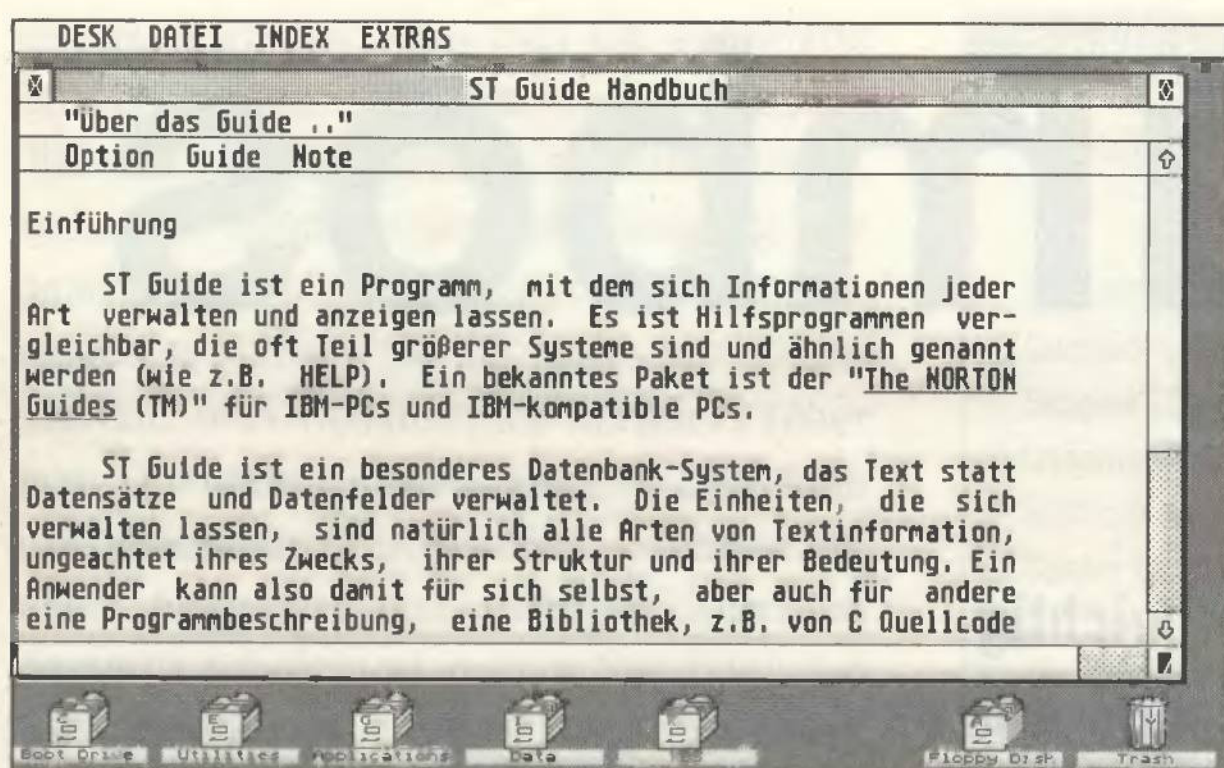 DESK DATEI INDEX EXTRAS
ST Guide Handbuch
"Über das Guide .."
Option Guide Note
Einführung
ST Guide ist ein Programm, mit dem sich Informationen jeder
Art verwalten und anzeigen lassen. Es ist Hilfsprogrammen ver-
gleichbar, die oft Teil größerer Systeme sind und ähnlich genannt
werden (wie z.B. HELP). Ein bekanntes Paket ist der "The NORTON
Guides (TM)" für IBM-PCs und IBM-kompatible PCs.
ST Guide ist ein besonderes Datenbank-System, das Text statt
Datensätze und Datenfelder verwaltet. Die Einheiten, die sich
verwalten lassen, sind natürlich alle Arten von Textinformation,
ungeachtet ihres Zwecks, ihrer Struktur und ihrer Bedeutung. Ein
Anwender kann also damit für sich selbst, aber auch für andere
eine Programmbeschreibung, eine Bibliothek, z.B. von C Quellcode
Boot Drive Utilities Applications Data Floppy Disk Trash